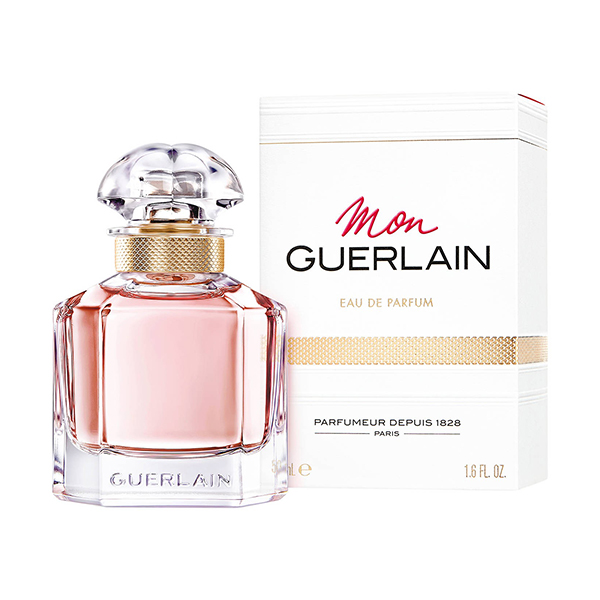 Mon
GUERLAIN
EAU DE PARFUM
PARFUMEUR DEPUIS 1828
PARIS
1.6 FL. OZ.
GUERLAIN